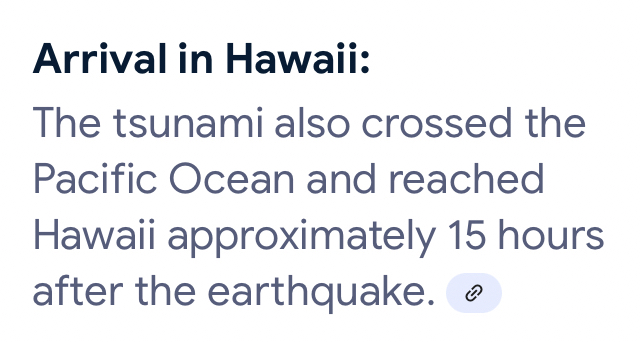 Arrival in Hawaii:
The tsunami also crossed the
Pacific Ocean and reached
Hawaii approximately 15 hours
after the earthquake.